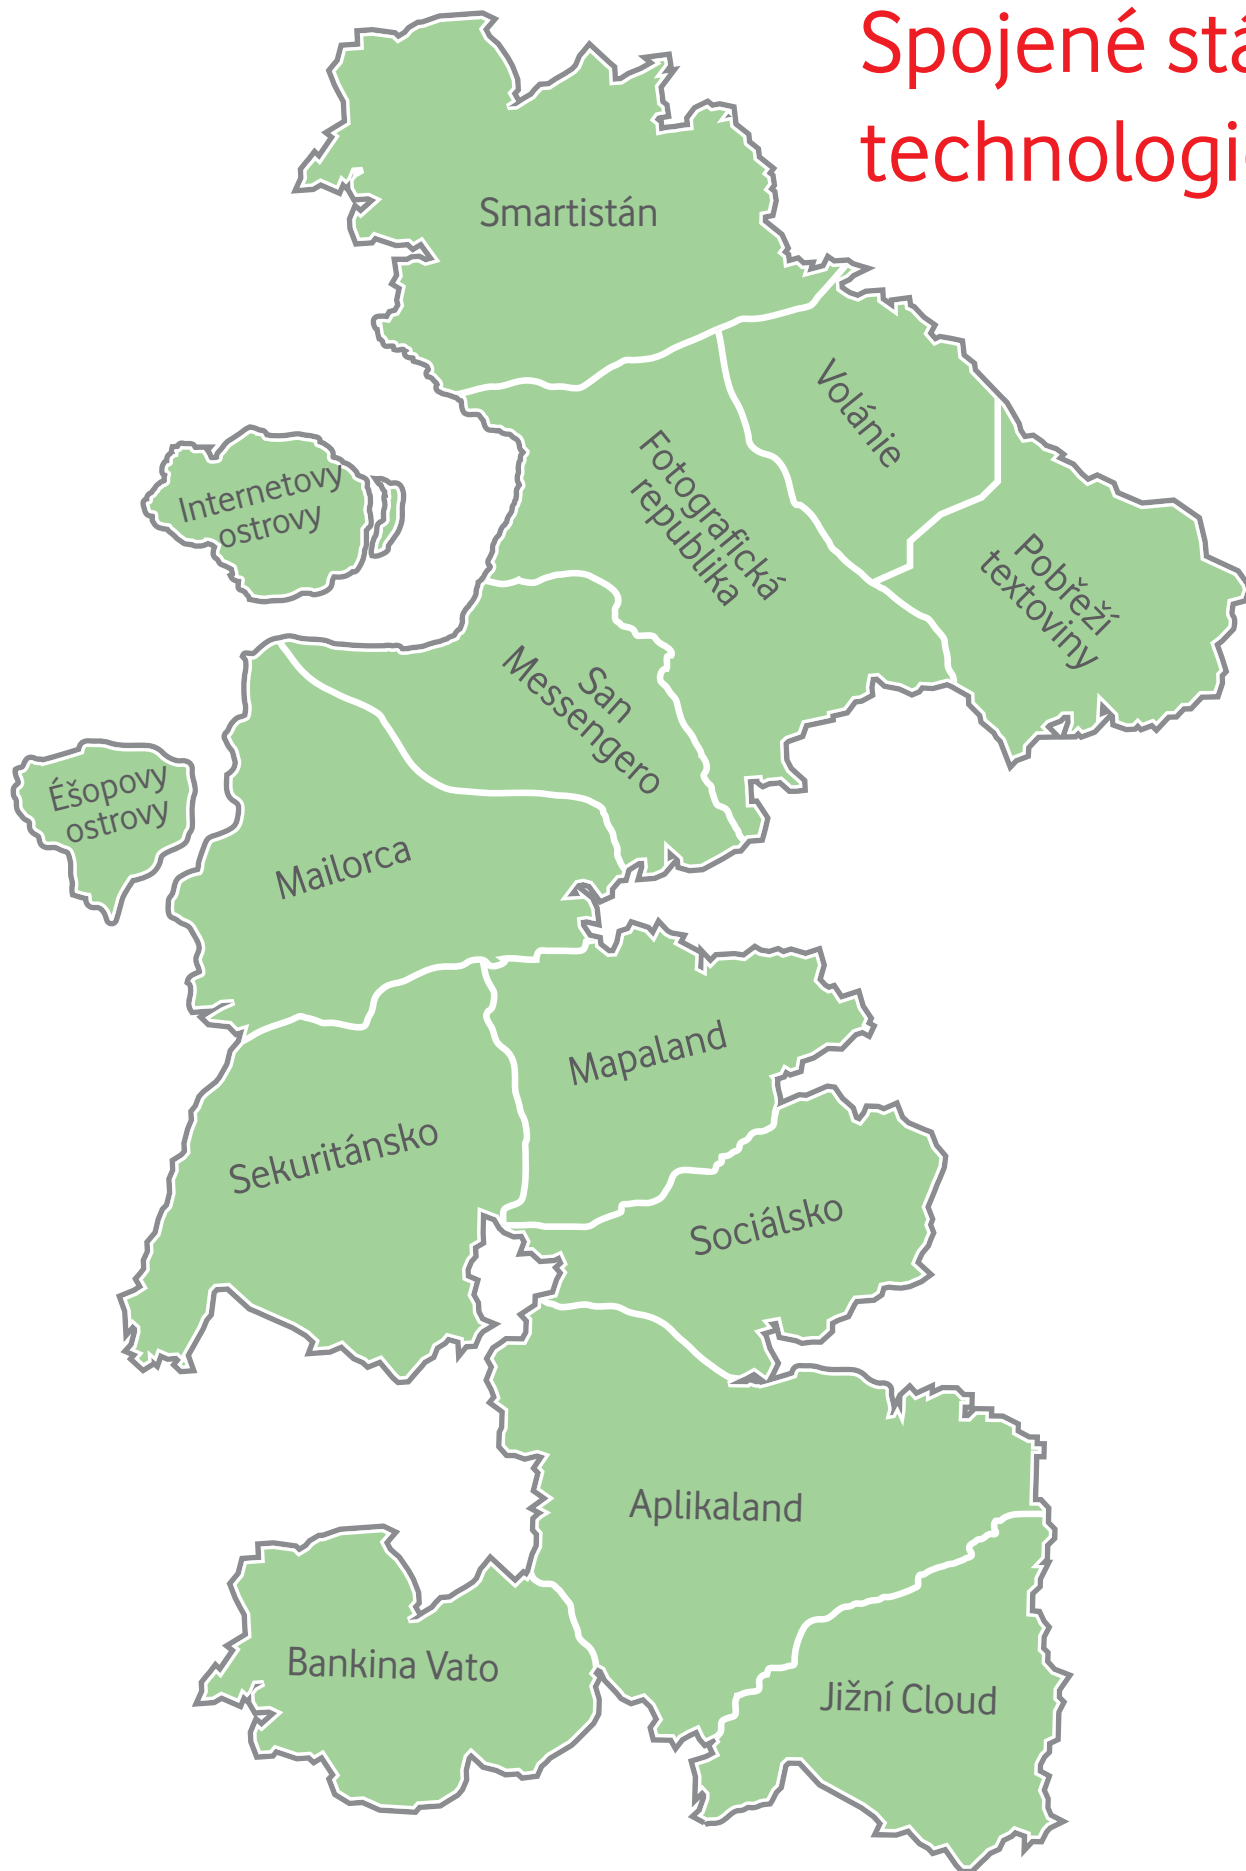 Spojené stá
technologi
Smartistán
Volánie
Fotografická
republika
Internetovy
ostrovy
Pobřeží
textoviny
San
Messengero
Éšopovy
ostrovy
Mailorca
Mapaland
Sekuritánsko
Sociálsko
Aplikaland
Bankina Vato
Jižní Cloud